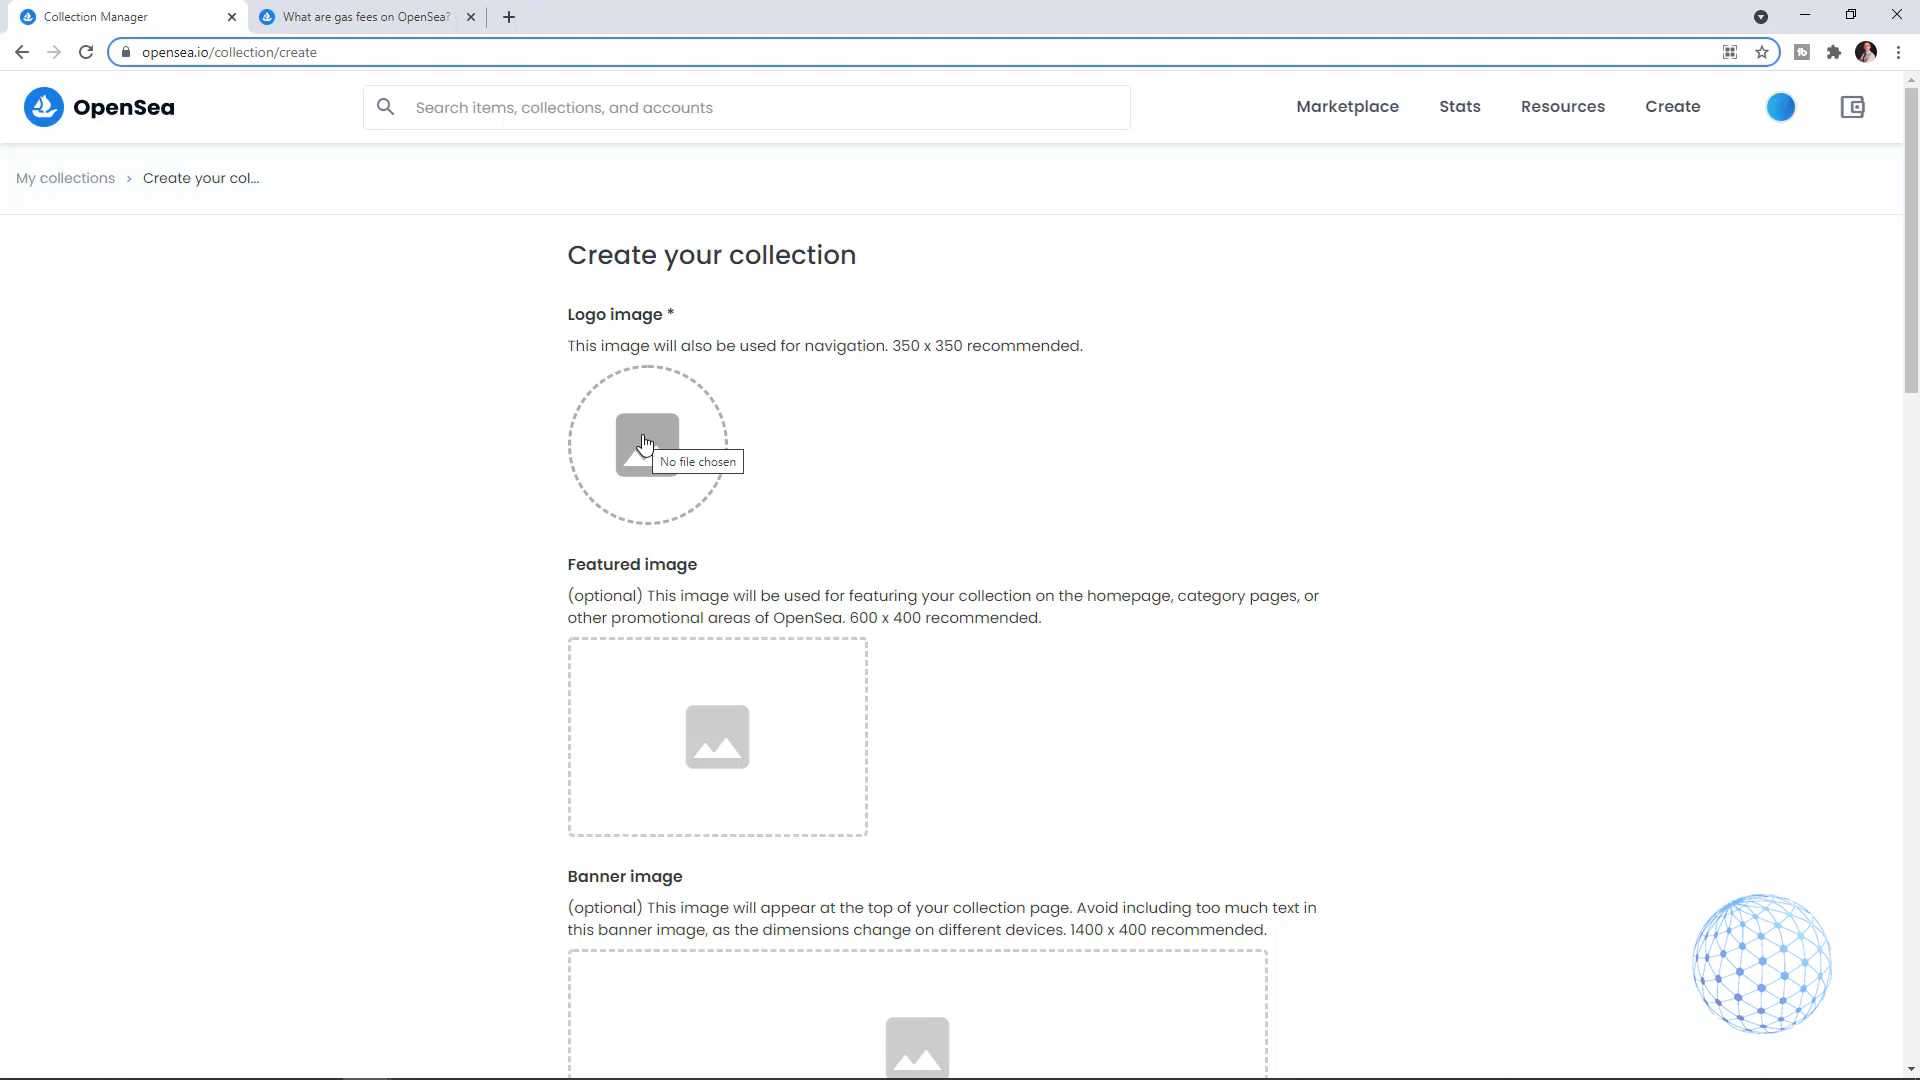 Collection Manager
What are gas fees on OpenSea?
opensea.io/collection/create
OpenSea
Search items, collections, and accounts
Marketplace
Stats
Resources
Create
My collections
›
Create your col...
Create your collection
Logo image *
This image will also be used for navigation. 350 x 350 recommended.
No file chosen
Featured image
(optional) This image will be used for featuring your collection on the homepage, category pages, or
other promotional areas of OpenSea. 600 x 400 recommended.
Banner image
(optional) This image will appear at the top of your collection page. Avoid including too much text in
this banner image, as the dimensions change on different devices. 1400 x 400 recommended.